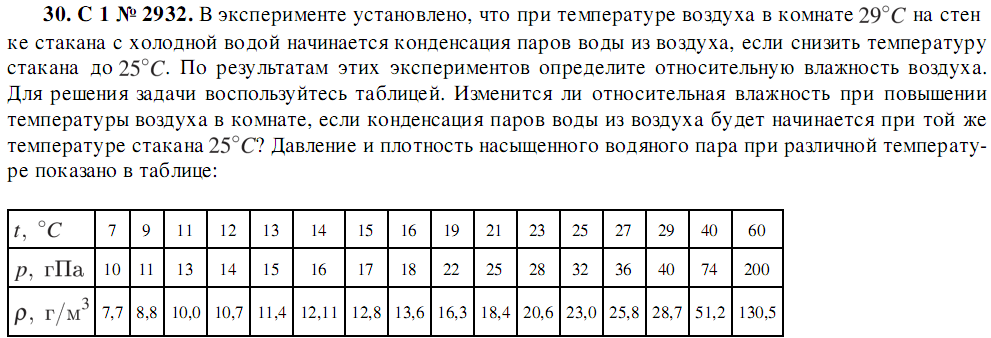 30. C 1 № 2932. В эксперименте установлено, что при температуре воздуха в комнате 29°C на стен
ке стакана с холодной водой начинается конденсация паров воды из воздуха, если снизить температуру
стакана до 25°C. По результатам этих экспериментов определите относительную влажность воздуха.
Для решения задачи воспользуйтесь таблицей. Изменится ли относительная влажность при повышении
температуры воздуха в комнате, если конденсация паров воды из воздуха будет начинается при той же
температуре стакана 25°C? Давление и плотность насыщенного водяного пара при различной температу-
ре показано в таблице:
t, °C 7 9 11 12 13 14 15 16 19 21 23 25 27 29 40 60
p, гПа 10 11 13 14 15 16 17 18 22 25 28 32 36 40 74 200
ρ, г/м³ 7,7 8,8 10,0 10,7 11,4 12,11 12,8 13,6 16,3 18,4 20,6 23,0 25,8 28,7 51,2 130,5